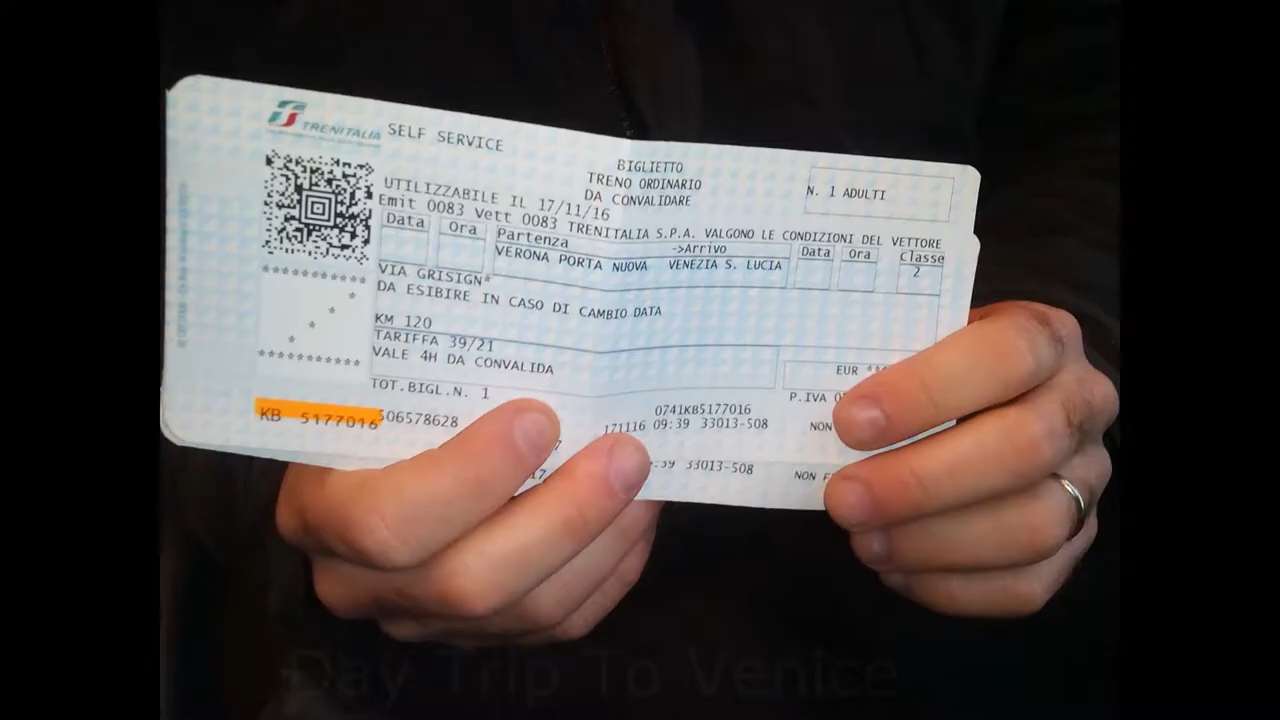 TRENITALIA SELF SERVICE
BIGLIETTO
TRENO ORDINARIO
DA CONVALIDARE
N. 1 ADULTI
UTILIZZABILE IL 17/11/16
Emit 0083 Vett 0083 TRENITALIA S.P.A. VALGONO LE CONDIZIONI DEL VETTORE
Data Ora Partenza ->Arrivo Data Ora Classe
VERONA PORTA NUOVA VENEZIA S. LUCIA 2
VIA GRISIGN*
DA ESIBIRE IN CASO DI CAMBIO DATA
KM 120
TARIFFA 39/21
VALE 4H DA CONVALIDA
EUR ***
TOT.BIGL.N. 1
P.IVA
0741KB5177016
KB 5177016 506578628
171116 09:39 33013-508 NON
33013-508 NON
Day Trip To Venice